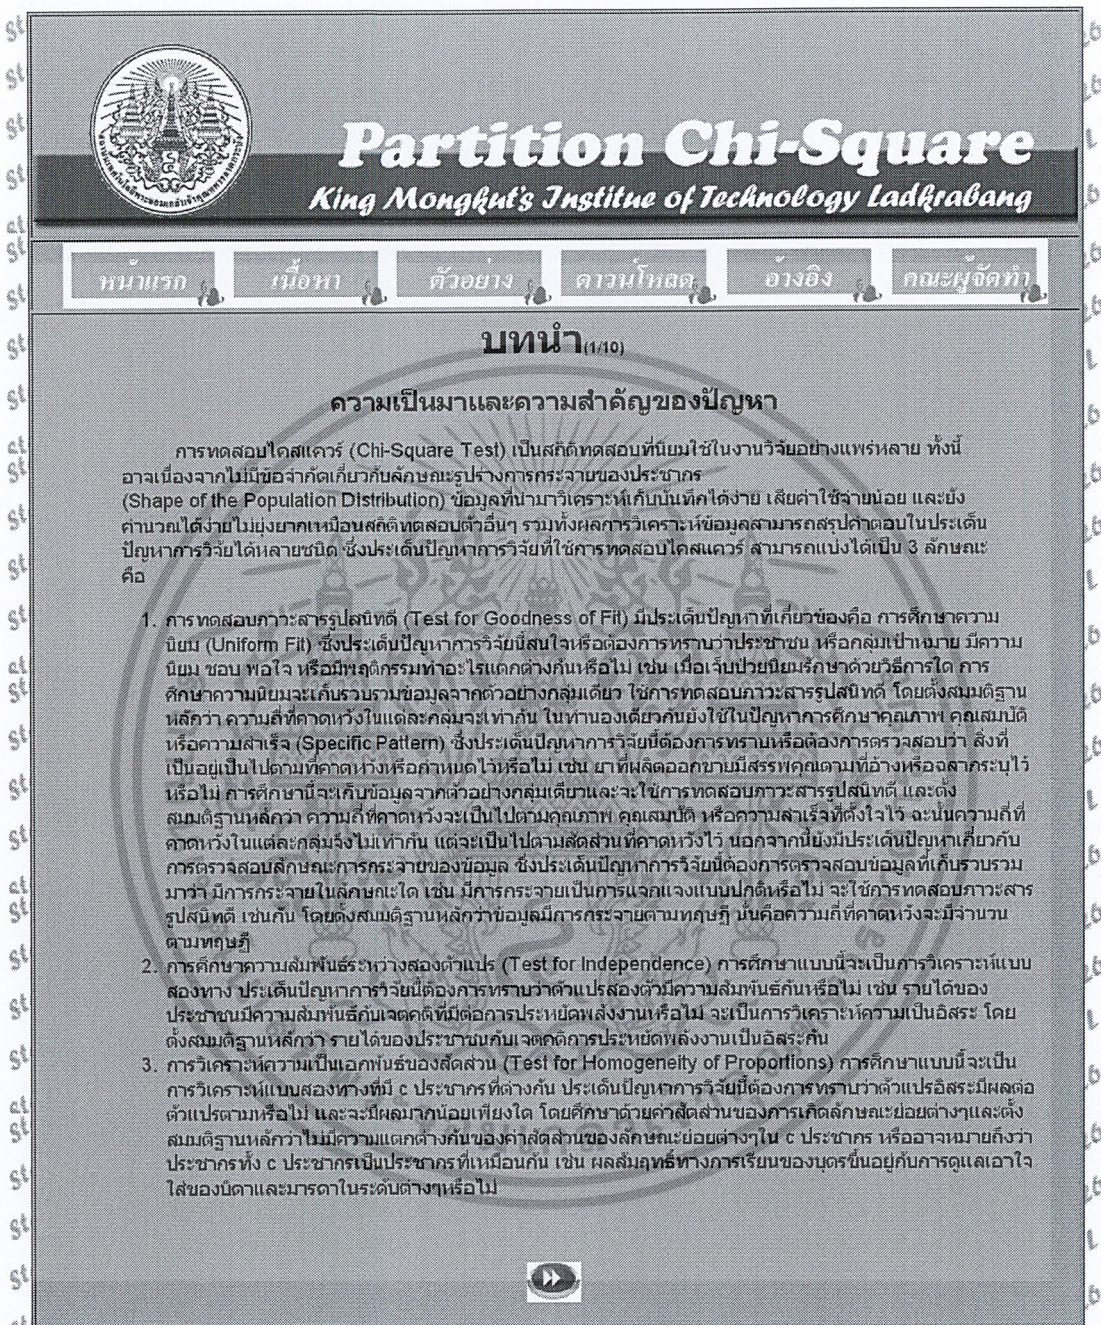 Partition Chi-Square
King Mongkut's Institue of Technology Ladkrabang
หน้าแรก เนื้อหา ตัวอย่าง ดาวน์โหลด อ้างอิง คณะผู้จัดทำ
บทนำ(1/10)
ความเป็นมาและความสำคัญของปัญหา
การทดสอบไคสแควร์ (Chi-Square Test) เป็นสถิติทดสอบที่นิยมใช้ในงานวิจัยอย่างแพร่หลาย ทั้งนี้
อาจเนื่องจากไม่มีข้อจำกัดเกี่ยวกับลักษณะรูปร่างการกระจายของประชากร
(Shape of the Population Distribution) ข้อมูลที่นำมาวิเคราะห์เก็บบันทึกได้ง่าย เสียค่าใช้จ่ายน้อย และยัง
คำนวณได้ง่ายไม่ยุ่งยากเหมือนสถิติทดสอบตัวอื่นๆ รวมทั้งผลการวิเคราะห์ข้อมูลสามารถสรุปคำตอบในประเด็น
ปัญหาการวิจัยได้หลายชนิด ซึ่งประเด็นปัญหาการวิจัยที่ใช้การทดสอบไคสแควร์ สามารถแบ่งได้เป็น 3 ลักษณะ
คือ
1. การทดสอบภาวะสารรูปสนิทดี (Test for Goodness of Fit) มีประเด็นปัญหาที่เกี่ยวข้องคือ การศึกษาความ
นิยม (Uniform Fit) ซึ่งประเด็นปัญหาการวิจัยนี้สนใจหรือต้องการทราบว่าประชาชน หรือกลุ่มเป้าหมาย มีความ
นิยม ชอบ พอใจ หรือมีพฤติกรรมทำอะไรแตกต่างกันหรือไม่ เช่น เมื่อเจ็บป่วยนิยมรักษาด้วยวิธีการใด การ
ศึกษาความนิยมจะเก็บรวบรวมข้อมูลจากตัวอย่างกลุ่มเดียว ใช้การทดสอบภาวะสารรูปสนิทดี โดยตั้งสมมติฐาน
หลักว่า ความถี่ที่คาดหวังในแต่ละกลุ่มจะเท่ากัน ในทำนองเดียวกันยังใช้ในปัญหาการศึกษาคุณภาพ คุณสมบัติ
หรือความสำเร็จ (Specific Pattern) ซึ่งประเด็นปัญหาการวิจัยนี้ต้องการทราบหรือต้องการตรวจสอบว่า สิ่งที่
เป็นอยู่เป็นไปตามที่คาดหวังหรือกำหนดไว้หรือไม่ เช่น ยาที่ผลิตออกขายมีสรรพคุณตามที่อ้างหรือฉลากระบุไว้
หรือไม่ การศึกษานี้จะเก็บข้อมูลจากตัวอย่างกลุ่มเดียวและจะใช้การทดสอบภาวะสารรูปสนิทดี และตั้ง
สมมติฐานหลักว่า ความถี่ที่คาดหวังจะเป็นไปตามคุณภาพ คุณสมบัติ หรือความสำเร็จที่ตั้งใจไว้ ฉะนั้นความถี่ที่
คาดหวังในแต่ละกลุ่มจึงไม่เท่ากัน แต่จะเป็นไปตามสัดส่วนที่คาดหวังไว้ นอกจากนี้ยังมีประเด็นปัญหาเกี่ยวกับ
การตรวจสอบลักษณะการกระจายของข้อมูล ซึ่งประเด็นปัญหาการวิจัยนี้ต้องการตรวจสอบข้อมูลที่เก็บรวบรวม
มาว่า มีการกระจายในลักษณะใด เช่น มีการกระจายเป็นการแจกแจงแบบปกติหรือไม่ จะใช้การทดสอบภาวะสาร
รูปสนิทดี เช่นกัน โดยตั้งสมมติฐานหลักว่าข้อมูลมีการกระจายตามทฤษฎี นั่นคือความถี่ที่คาดหวังจะมีจำนวน
ตามทฤษฎี
2. การศึกษาความสัมพันธ์ระหว่างสองตัวแปร (Test for Independence) การศึกษาแบบนี้จะเป็นการวิเคราะห์แบบ
สองทาง ประเด็นปัญหาการวิจัยนี้ต้องการทราบว่าตัวแปรสองตัวมีความสัมพันธ์กันหรือไม่ เช่น รายได้ของ
ประชาชนมีความสัมพันธ์กับเจตคติที่มีต่อการประหยัดพลังงานหรือไม่ จะเป็นการวิเคราะห์ความเป็นอิสระ โดย
ตั้งสมมติฐานหลักว่า รายได้ของประชาชนกับเจตคติการประหยัดพลังงานเป็นอิสระกัน
3. การวิเคราะห์ความเป็นเอกพันธ์ของสัดส่วน (Test for Homogeneity of Proportions) การศึกษาแบบนี้จะเป็น
การวิเคราะห์แบบสองทางที่มี c ประชากรที่ต่างกัน ประเด็นปัญหาการวิจัยนี้ต้องการทราบว่าตัวแปรอิสระมีผลต่อ
ตัวแปรตามหรือไม่ และจะมีผลมากน้อยเพียงใด โดยศึกษาด้วยค่าสัดส่วนของการเกิดลักษณะย่อยต่างๆและตั้ง
สมมติฐานหลักว่าไม่มีความแตกต่างกันของค่าสัดส่วนของลักษณะย่อยต่างๆใน c ประชากร หรืออาจหมายถึงว่า
ประชากรทั้ง c ประชากรเป็นประชากรที่เหมือนกัน เช่น ผลสัมฤทธิ์ทางการเรียนของบุตรขึ้นอยู่กับการดูแลเอาใจ
ใส่ของบิดาและมารดาในระดับต่างๆหรือไม่